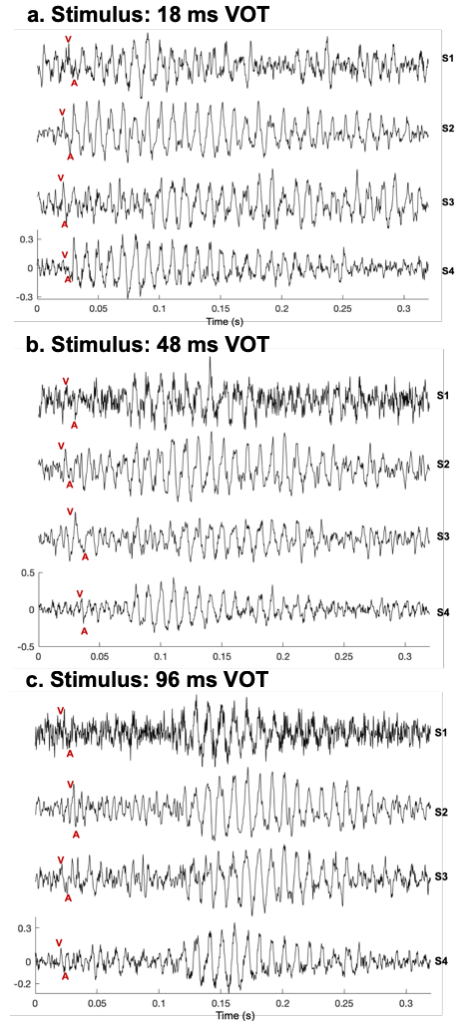 a. Stimulus: 18 ms VOT
V
S1
A
V
S2
A
V
S3
A
0.3
V
0
S4
A
-0.3
0 0.05 0.1 0.15 0.2 0.25 0.3
Time (s)
b. Stimulus: 48 ms VOT
V
S1
A
V
S2
A
V
S3
A
0.5
V
0
S4
A
-0.5
0 0.05 0.1 0.15 0.2 0.25 0.3
c. Stimulus: 96 ms VOT
V
S1
A
V
S2
A
V
S3
A
0.3
V
0
S4
A
-0.2
0 0.05 0.1 0.15 0.2 0.25 0.3
Time (s)